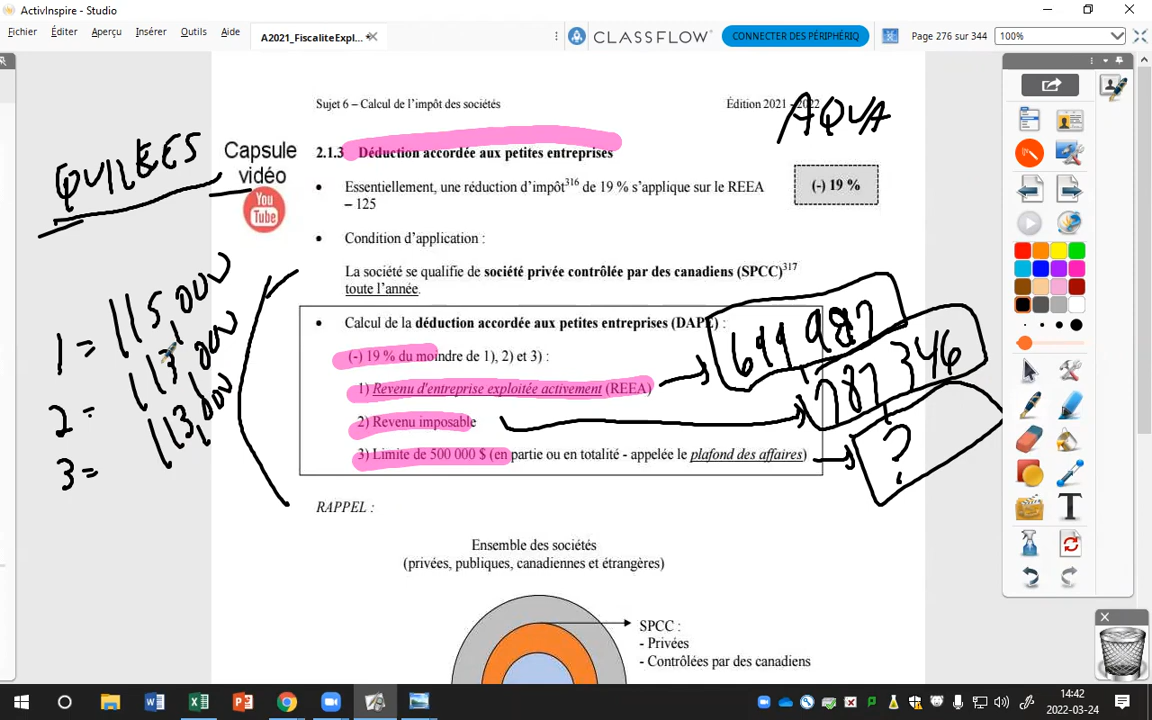 ActivInspire - Studio
Fichier Éditer Aperçu Insérer Outils Aide
A2021_FiscaliteExpl...
CLASSFLOW
CONNECTER DES PÉRIPHÉRIQ
Page 276 sur 344
100%
Sujet 6 – Calcul de l'impôt des sociétés
Édition 2021 - 2022
AQUA
QUILLES
Capsule
vidéo
You
Tube
2.1.3 Déduction accordée aux petites entreprises
• Essentiellement, une réduction d'impôt316 de 19 % s'applique sur le REEA
– 125
(-) 19 %
• Condition d'application :
La société se qualifie de société privée contrôlée par des canadiens (SPCC)317
toute l'année.
• Calcul de la déduction accordée aux petites entreprises (DAPE) :
(-) 19 % du moindre de 1), 2) et 3) :
1) Revenu d'entreprise exploitée activement (REEA)
699 987
2) Revenu imposable
787 346
3) Limite de 500 000 $ (en partie ou en totalité - appelée le plafond des affaires)
?
1 = 115,000
2 = 113,000
3 = 113,000
RAPPEL :
Ensemble des sociétés
(privées, publiques, canadiennes et étrangères)
SPCC :
- Privées
- Contrôlées par des canadiens
T
14:42
2022-03-24